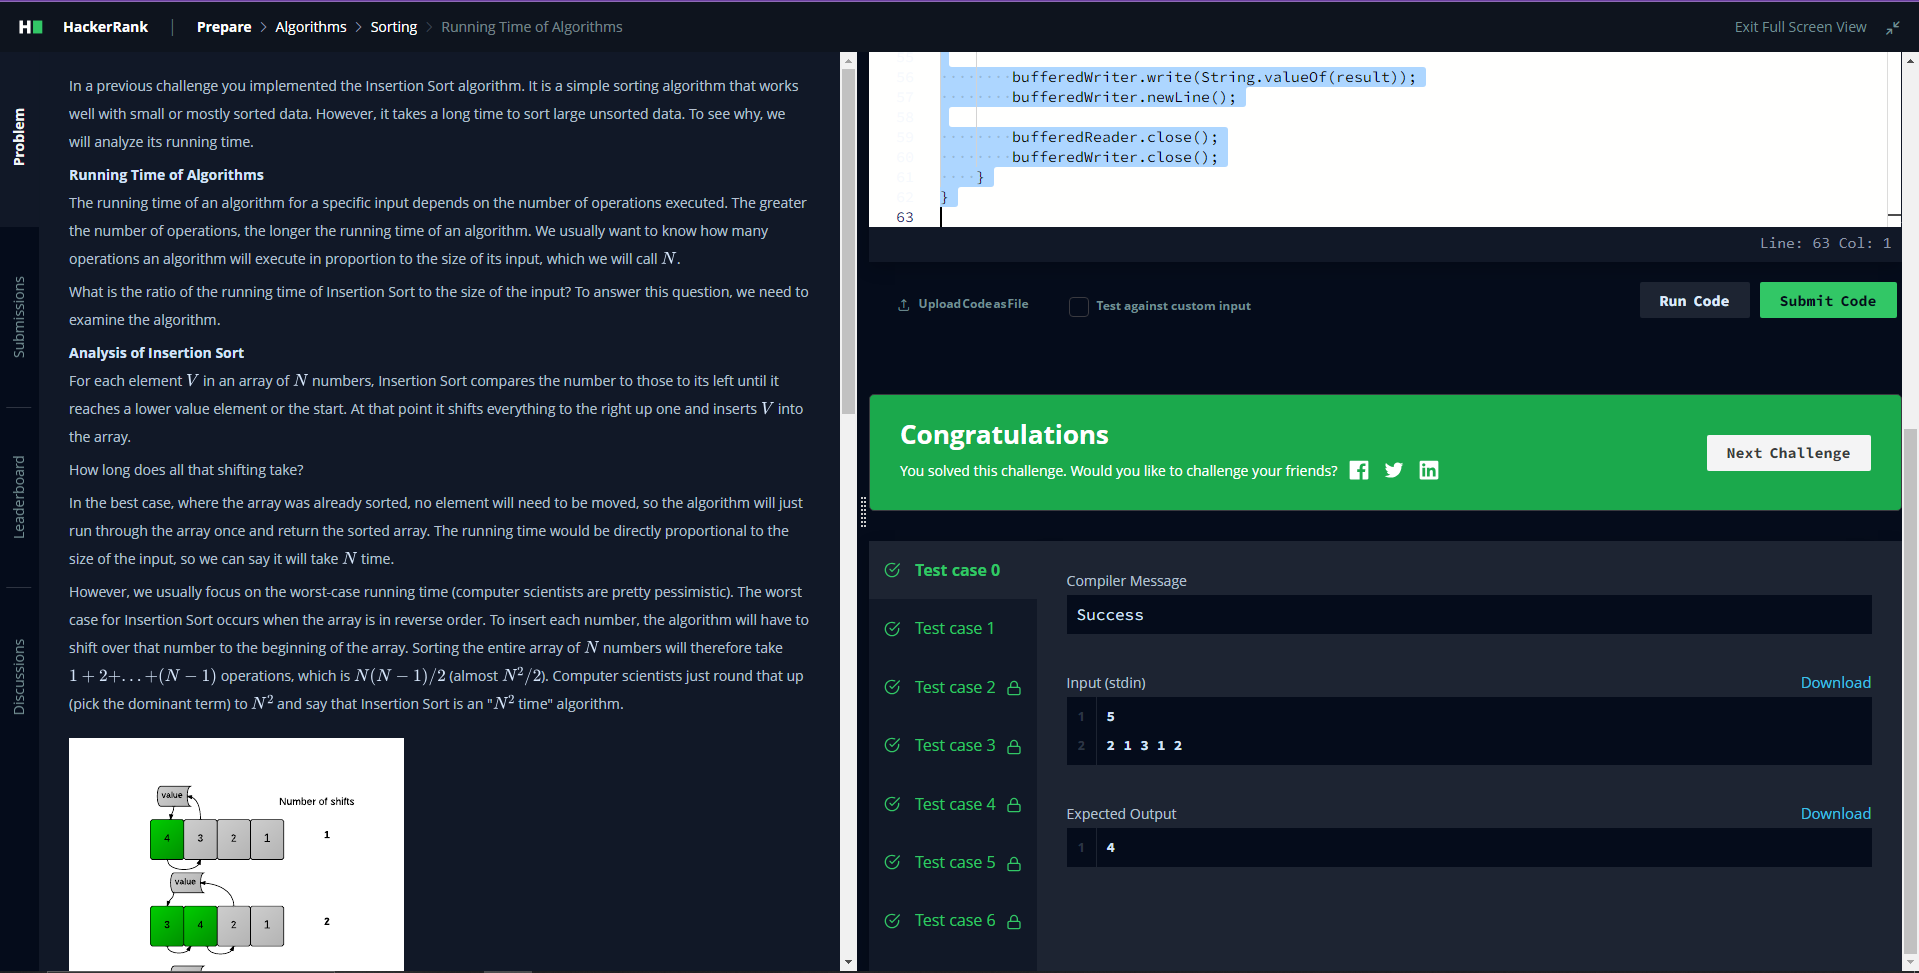 HackerRank | Prepare > Algorithms > Sorting > Running Time of Algorithms
Exit Full Screen View
Problem
Submissions
Leaderboard
Discussions
In a previous challenge you implemented the Insertion Sort algorithm. It is a simple sorting algorithm that works
well with small or mostly sorted data. However, it takes a long time to sort large unsorted data. To see why, we
will analyze its running time.
Running Time of Algorithms
The running time of an algorithm for a specific input depends on the number of operations executed. The greater
the number of operations, the longer the running time of an algorithm. We usually want to know how many
operations an algorithm will execute in proportion to the size of its input, which we will call N.
What is the ratio of the running time of Insertion Sort to the size of the input? To answer this question, we need to
examine the algorithm.
Analysis of Insertion Sort
For each element V in an array of N numbers, Insertion Sort compares the number to those to its left until it
reaches a lower value element or the start. At that point it shifts everything to the right up one and inserts V into
the array.
How long does all that shifting take?
In the best case, where the array was already sorted, no element will need to be moved, so the algorithm will just
run through the array once and return the sorted array. The running time would be directly proportional to the
size of the input, so we can say it will take N time.
However, we usually focus on the worst-case running time (computer scientists are pretty pessimistic). The worst
case for Insertion Sort occurs when the array is in reverse order. To insert each number, the algorithm will have to
shift over that number to the beginning of the array. Sorting the entire array of N numbers will therefore take
1 + 2+. . . +(N − 1) operations, which is N(N − 1)/2 (almost N²/2). Computer scientists just round that up
(pick the dominant term) to N² and say that Insertion Sort is an "N² time" algorithm.
value
Number of shifts
4 3 2 1 1
value
3 4 2 1 2
56 bufferedWriter.write(String.valueOf(result));
57 bufferedWriter.newLine();
58
59 bufferedReader.close();
60 bufferedWriter.close();
61 }
62 }
63
Line: 63 Col: 1
Upload Code as File
Test against custom input
Run Code
Submit Code
Congratulations
You solved this challenge. Would you like to challenge your friends?
Next Challenge
Test case 0
Test case 1
Test case 2
Test case 3
Test case 4
Test case 5
Test case 6
Compiler Message
Success
Input (stdin)
Download
1 5
2 2 1 3 1 2
Expected Output
Download
1 4